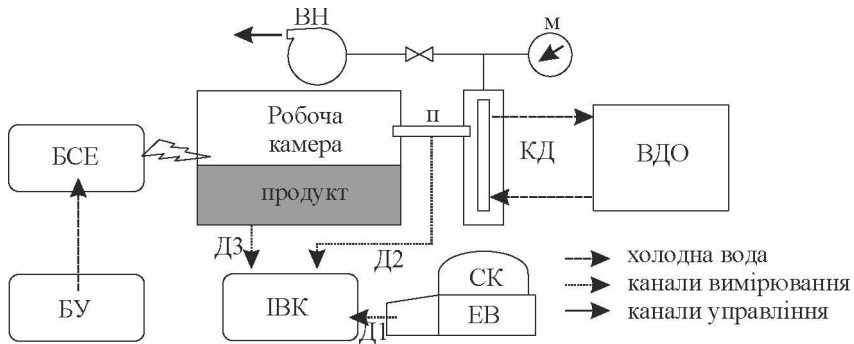 ВН
м
Робоча
камера
п
БСЕ
КД
ВДО
продукт
Д3
Д2
холодна вода
СК
канали вимірювання
БУ
ІВК
ЕВ
Д1
канали управління